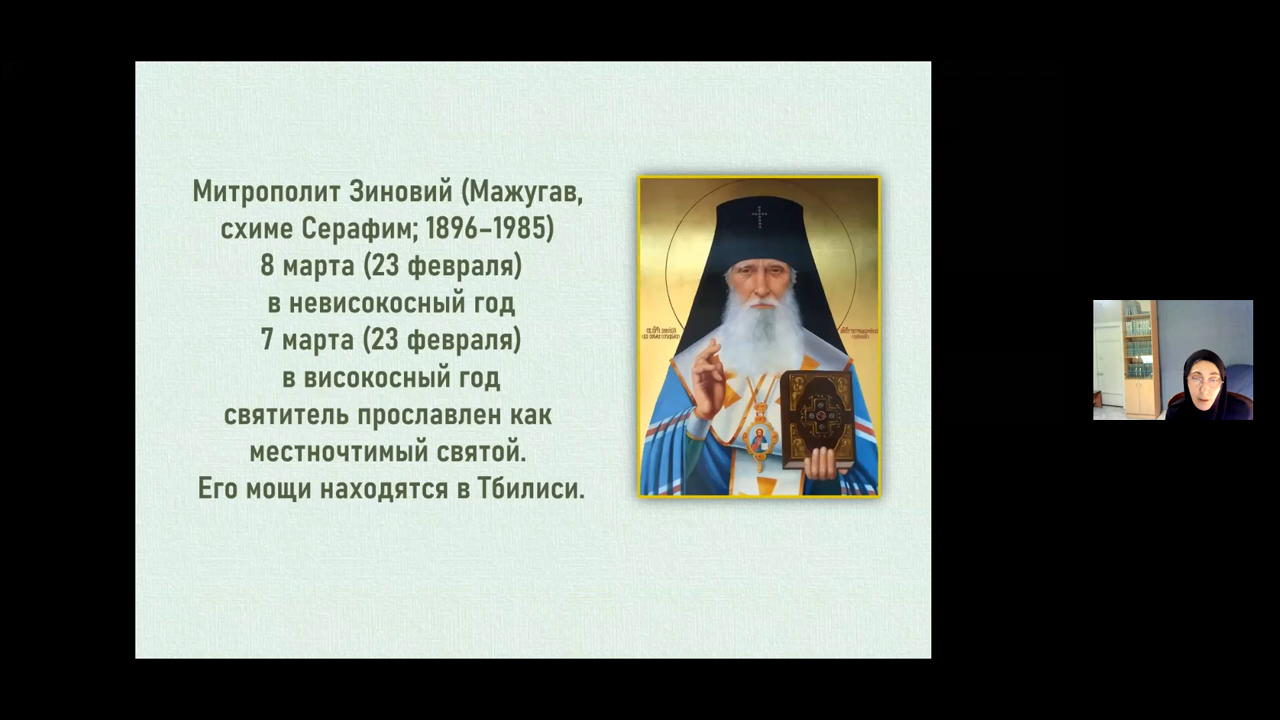 Митрополит Зиновий (Мажугав,
схиме Серафим; 1896–1985)
8 марта (23 февраля)
в невисокосный год
7 марта (23 февраля)
в високосный год
святитель прославлен как
местночтимый святой.
Его мощи находятся в Тбилиси.